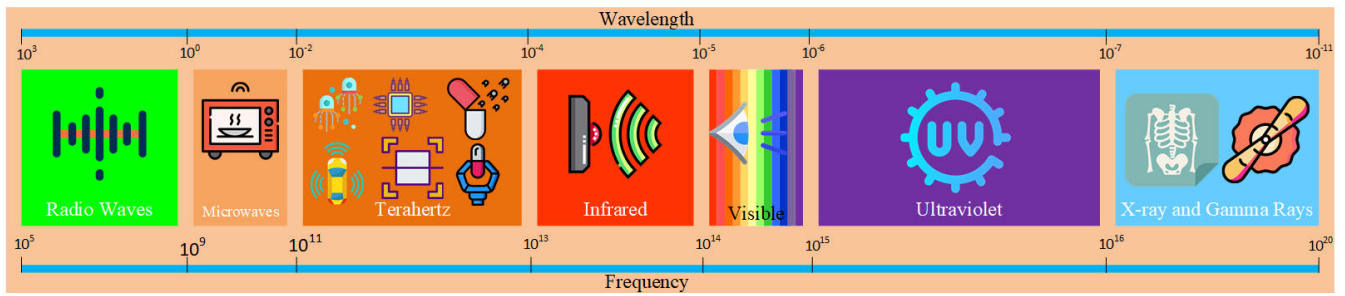 Wavelength
10³ 10⁰ 10⁻² 10⁻⁴ 10⁻⁵ 10⁻⁶ 10⁻⁷ 10⁻¹¹
UV
Radio Waves Microwaves Terahertz Infrared Visible Ultraviolet X-ray and Gamma Rays
10⁵ 10⁹ 10¹¹ 10¹³ 10¹⁴ 10¹⁵ 10¹⁶ 10²⁰
Frequency